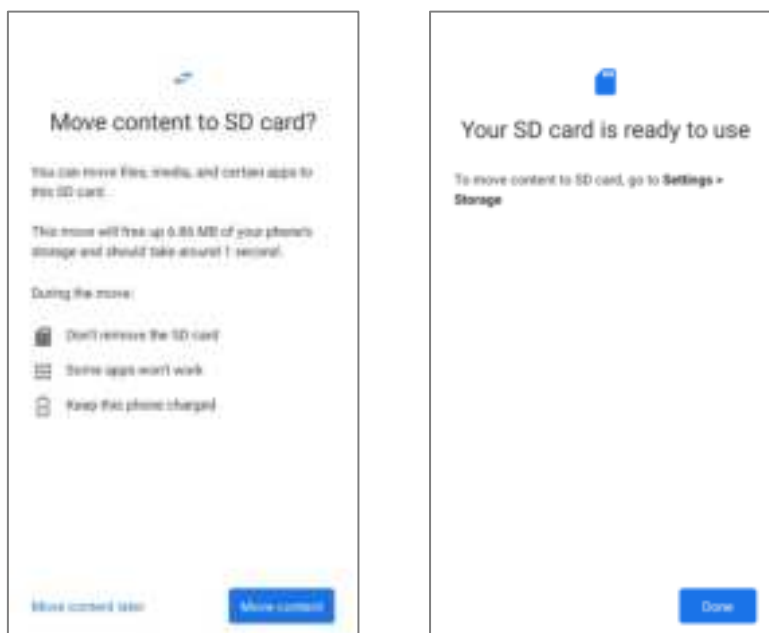 Move content to SD card?
You can move files, media, and certain apps to
this SD card.
This move will free up 6.86 MB of your phone's
storage and should take around 1 second.
During the move:
Don't remove the SD card
Some apps won't work
Keep this phone charged
Move content later
Move content
Your SD card is ready to use
To move content to SD card, go to Settings >
Storage
Done